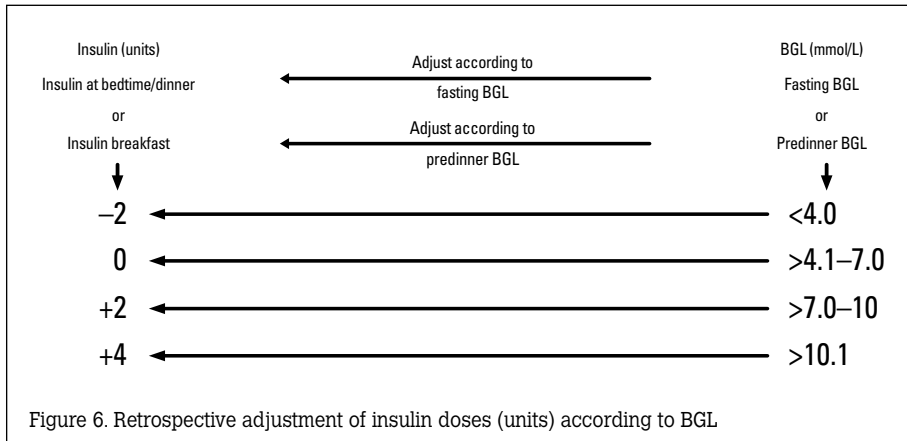 Insulin (units)
BGL (mmol/L)
Adjust according to
Insulin at bedtime/dinner
fasting BGL
Fasting BGL
or
or
Adjust according to
Insulin breakfast
predinner BGL
Predinner BGL
–2
<4.0
0
>4.1–7.0
+2
>7.0–10
+4
>10.1
Figure 6. Retrospective adjustment of insulin doses (units) according to BGL